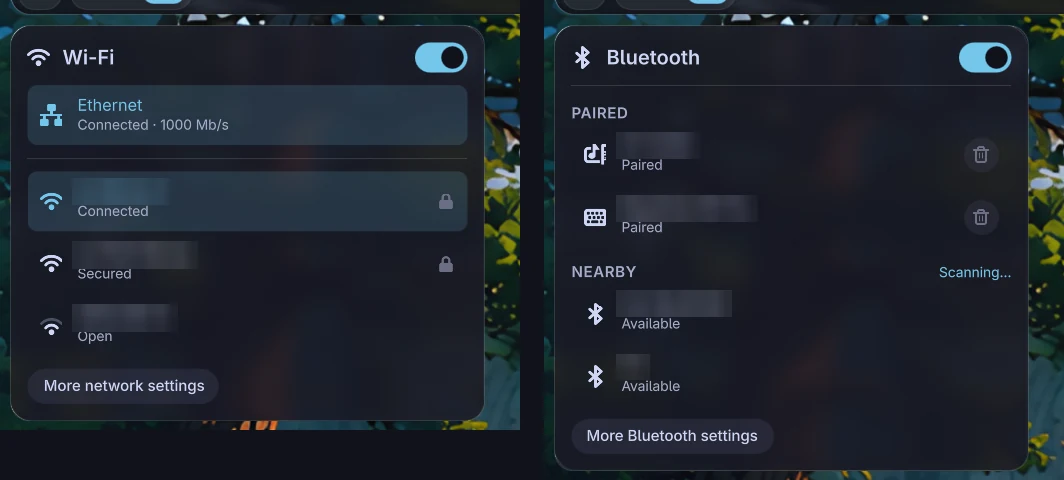 Wi-Fi
Ethernet
Connected · 1000 Mb/s
Connected
Secured
Open
More network settings
Bluetooth
PAIRED
Paired
Paired
NEARBY
Scanning...
Available
Available
More Bluetooth settings